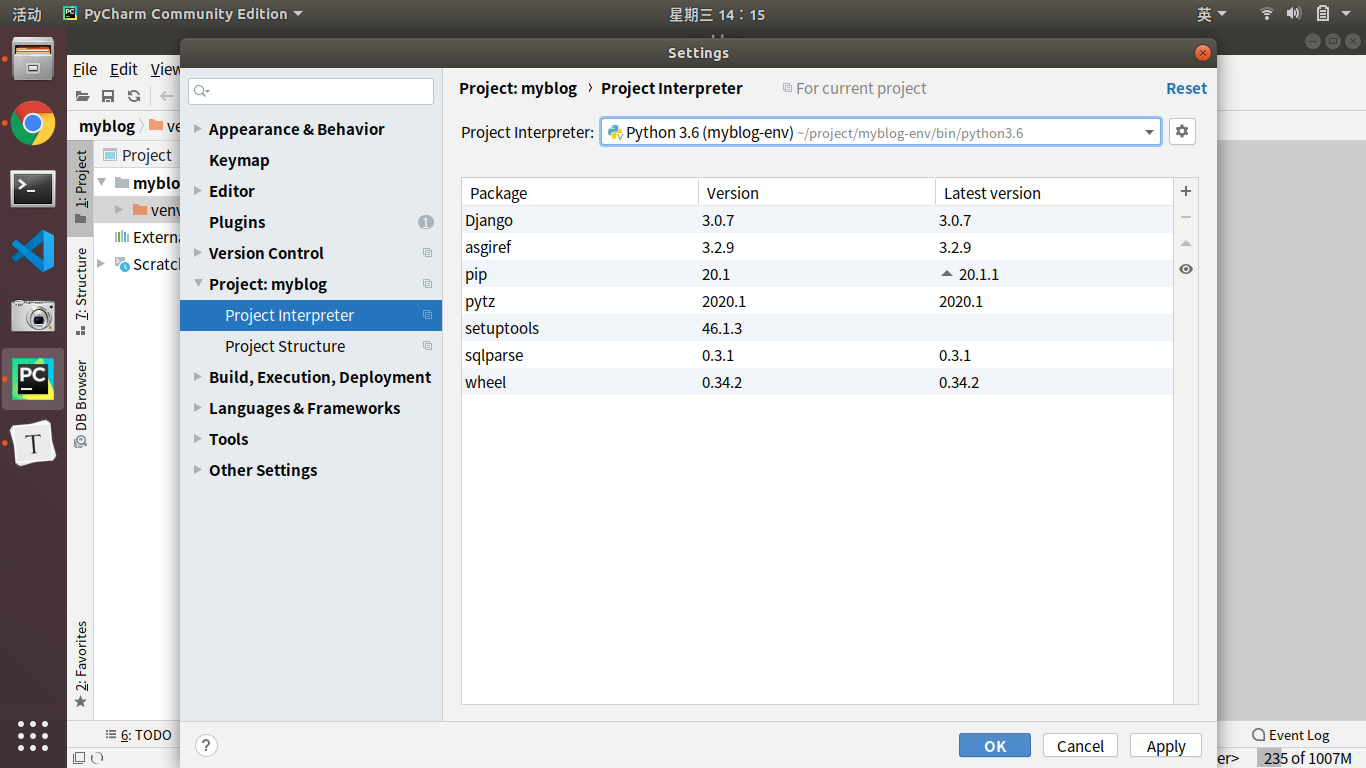 活动 PyCharm Community Edition 星期三 14：15 英
Settings
File Edit View
Project: myblog › Project Interpreter For current project Reset
myblog
Project Interpreter: Python 3.6 (myblog-env) ~/project/myblog-env/bin/python3.6
Appearance & Behavior
Keymap
Editor
Plugins 1
Version Control
Project: myblog
Project Interpreter
Project Structure
Build, Execution, Deployment
Languages & Frameworks
Tools
Other Settings
Package Version Latest version
Django 3.0.7 3.0.7
asgiref 3.2.9 3.2.9
pip 20.1 20.1.1
pytz 2020.1 2020.1
setuptools 46.1.3
sqlparse 0.3.1 0.3.1
wheel 0.34.2 0.34.2
1: Project
Project
myblo
venv
Externa
Scratch
7: Structure
DB Browser
2: Favorites
PC
T
6: TODO
?
OK Cancel Apply
Event Log
er> 235 of 1007M